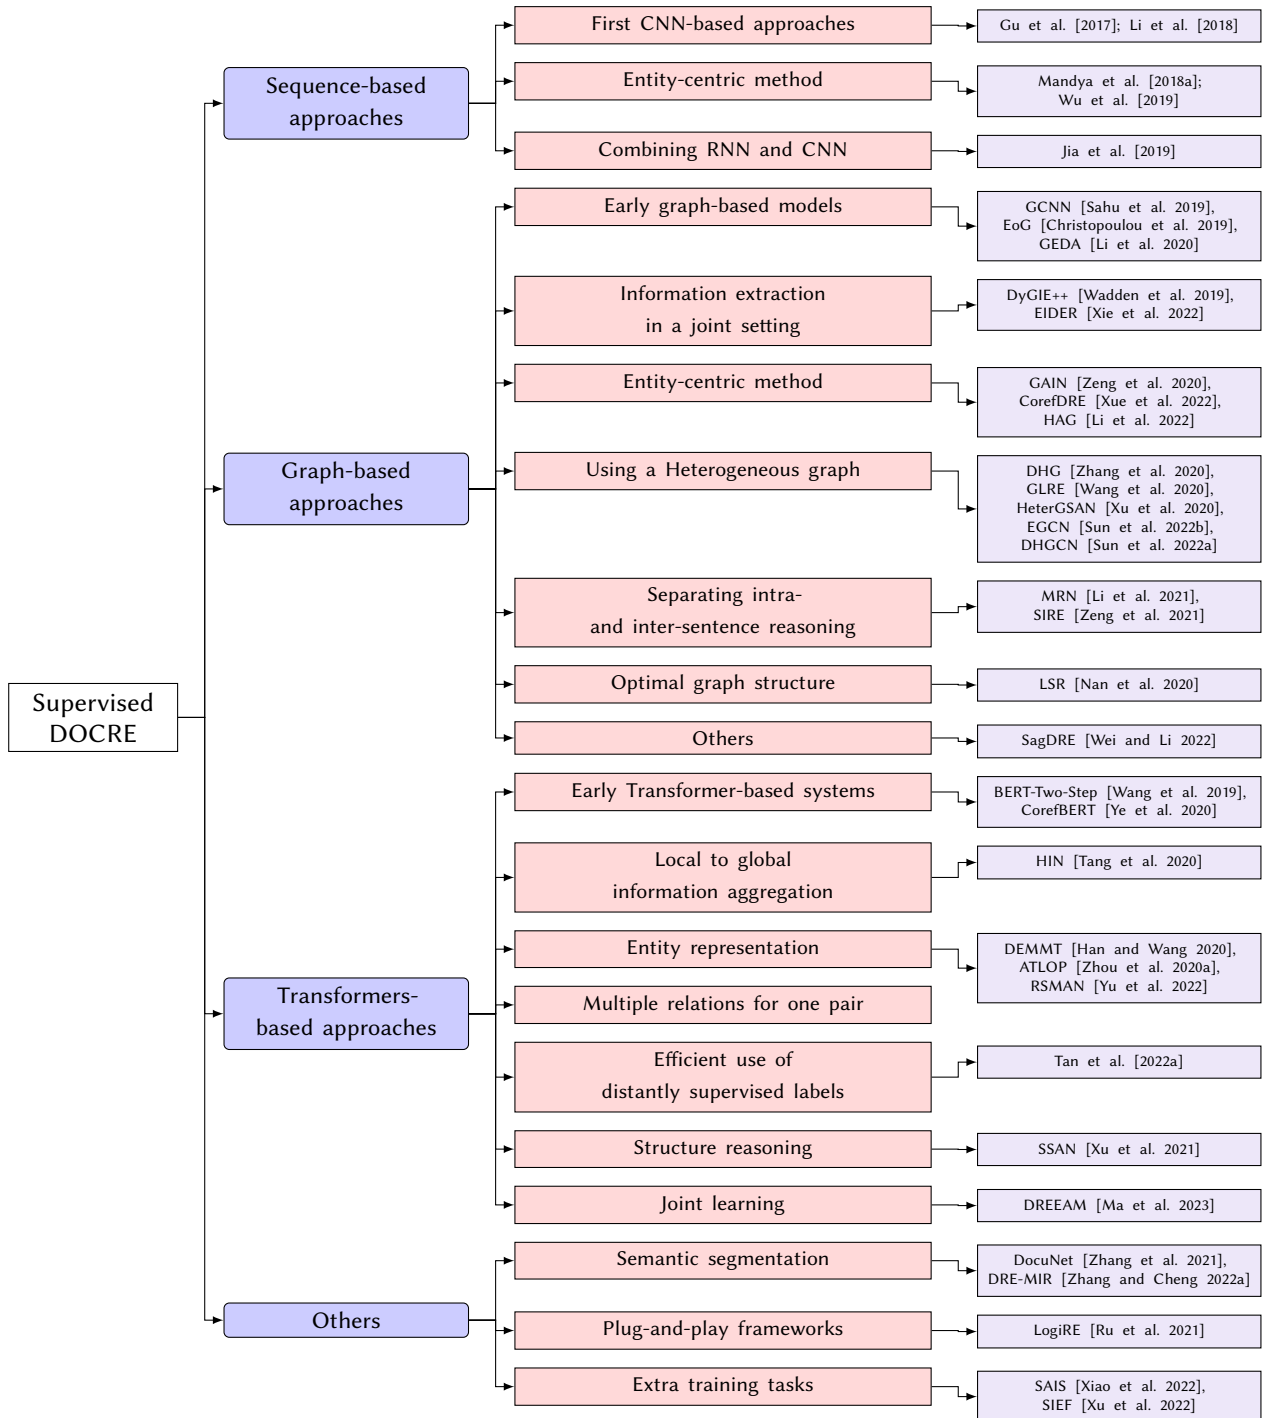 Supervised
DOCRE
Sequence-based
approaches
First CNN-based approaches
Gu et al. [2017]; Li et al. [2018]
Entity-centric method
Mandya et al. [2018a];
Wu et al. [2019]
Combining RNN and CNN
Jia et al. [2019]
Graph-based
approaches
Early graph-based models
GCNN [Sahu et al. 2019],
EoG [Christopoulou et al. 2019],
GEDA [Li et al. 2020]
Information extraction
in a joint setting
DyGIE++ [Wadden et al. 2019],
EIDER [Xie et al. 2022]
Entity-centric method
GAIN [Zeng et al. 2020],
CorefDRE [Xue et al. 2022],
HAG [Li et al. 2022]
Using a Heterogeneous graph
DHG [Zhang et al. 2020],
GLRE [Wang et al. 2020],
HeterGSAN [Xu et al. 2020],
EGCN [Sun et al. 2022b],
DHGCN [Sun et al. 2022a]
Separating intra-
and inter-sentence reasoning
MRN [Li et al. 2021],
SIRE [Zeng et al. 2021]
Optimal graph structure
LSR [Nan et al. 2020]
Others
SagDRE [Wei and Li 2022]
Transformers-
based approaches
Early Transformer-based systems
BERT-Two-Step [Wang et al. 2019],
CorefBERT [Ye et al. 2020]
Local to global
information aggregation
HIN [Tang et al. 2020]
Entity representation
DEMMT [Han and Wang 2020],
ATLOP [Zhou et al. 2020a],
RSMAN [Yu et al. 2022]
Multiple relations for one pair
Efficient use of
distantly supervised labels
Tan et al. [2022a]
Structure reasoning
SSAN [Xu et al. 2021]
Joint learning
DREEAM [Ma et al. 2023]
Others
Semantic segmentation
DocuNet [Zhang et al. 2021],
DRE-MIR [Zhang and Cheng 2022a]
Plug-and-play frameworks
LogiRE [Ru et al. 2021]
Extra training tasks
SAIS [Xiao et al. 2022],
SIEF [Xu et al. 2022]